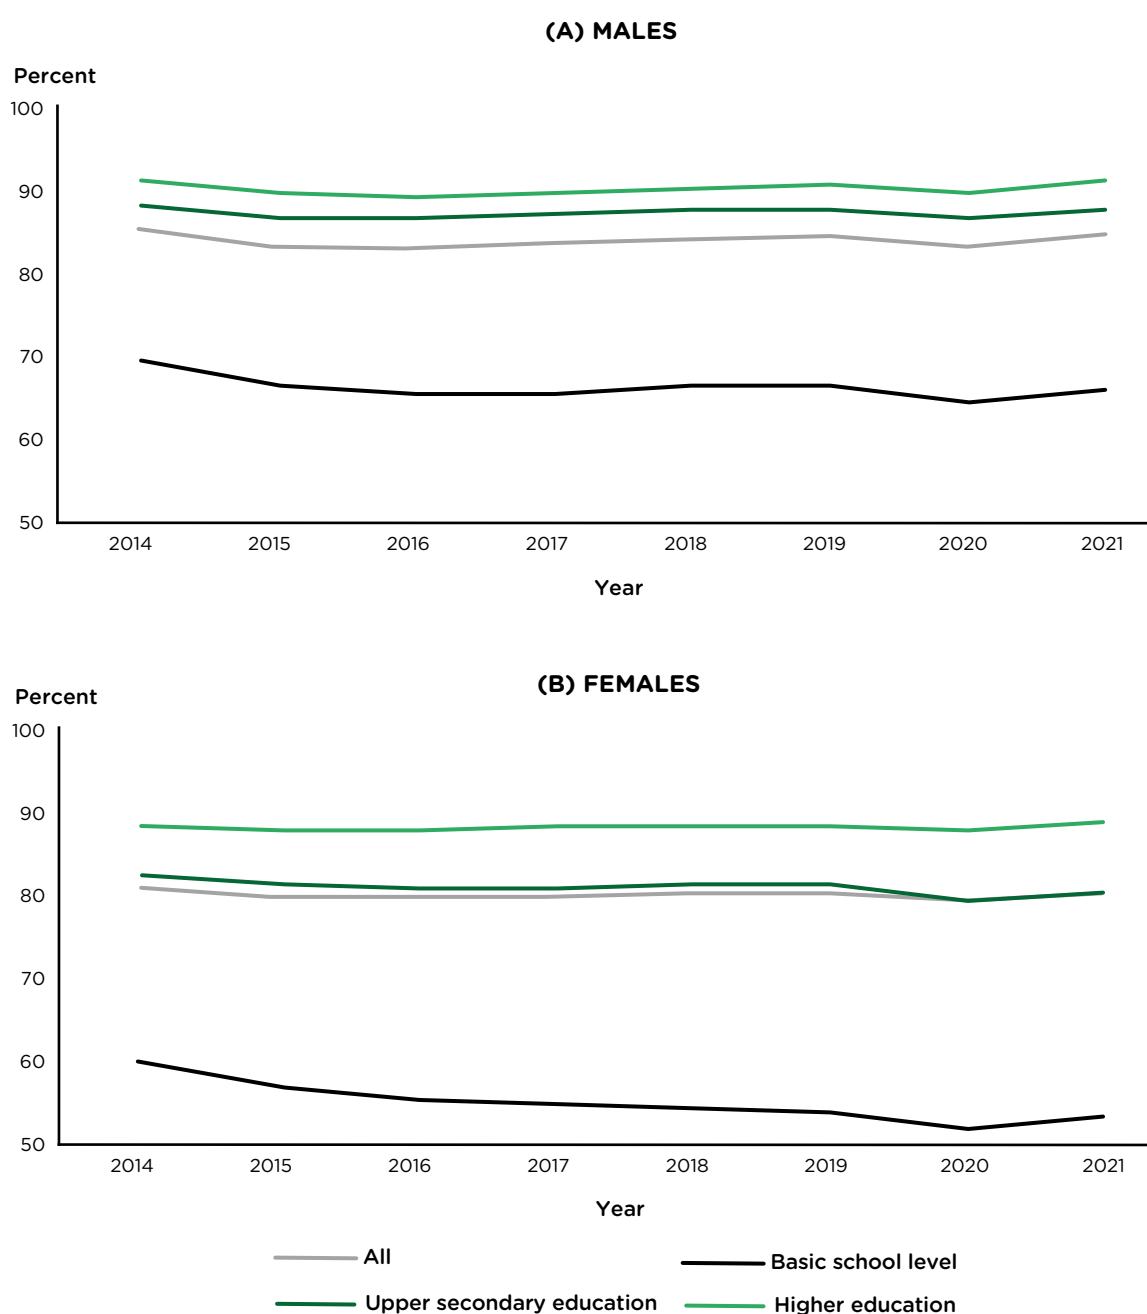 (A) MALES
Percent
100
90
80
70
60
50
2014 2015 2016 2017 2018 2019 2020 2021
Year
(B) FEMALES
Percent
100
90
80
70
60
50
2014 2015 2016 2017 2018 2019 2020 2021
Year
All Basic school level
Upper secondary education Higher education